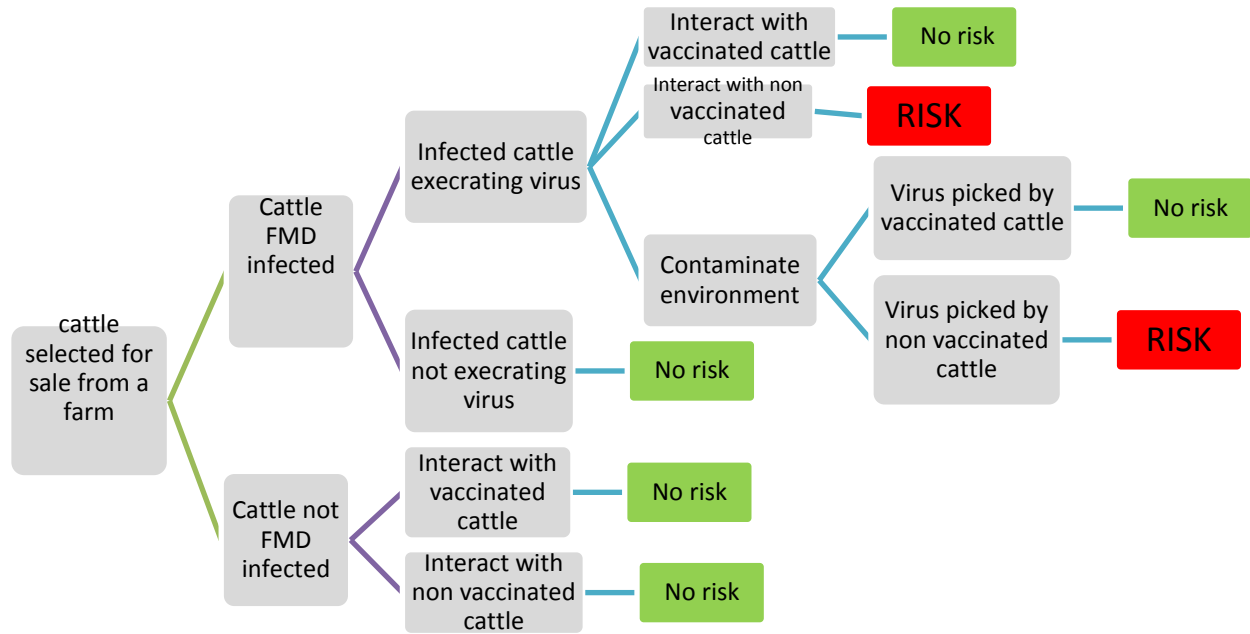 cattle
selected for
sale from a
farm
Cattle
FMD
infected
Infected cattle
execrating virus
Interact with
vaccinated cattle
No risk
Interact with non
vaccinated
cattle
RISK
Contaminate
environment
Virus picked by
vaccinated cattle
No risk
Virus picked by
non vaccinated
cattle
RISK
Infected cattle
not execrating
virus
No risk
Cattle not
FMD
infected
Interact with
vaccinated
cattle
No risk
Interact with
non vaccinated
cattle
No risk